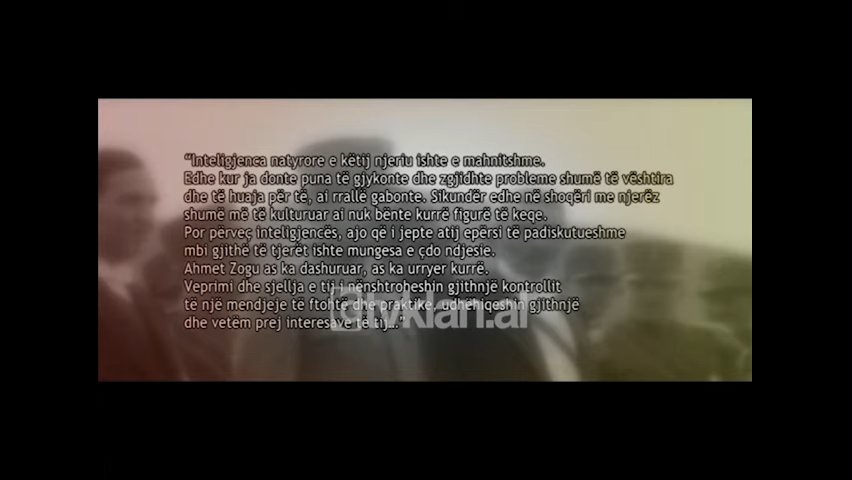 “Inteligjenca natyrore e këtij njeriu ishte e mahnitshme.
Edhe kur ja donte puna të gjykonte dhe zgjidhte probleme shumë të vështira
dhe të huaja për të, ai rrallë gabonte. Sikundër edhe në shoqëri me njerëz
shumë më të kulturuar ai nuk bënte kurrë figurë të keqe.
Por përveç inteligjencës, ajo që i jepte atij epërsi të padiskutueshme
mbi gjithë të tjerët ishte mungesa e çdo ndjesie.
Ahmet Zogu as ka dashuruar, as ka urryer kurrë.
Veprimi dhe sjellja e tij i nënshtroheshin gjithnjë kontrollit
të një mendjeje të ftohtë dhe praktike, udhëhiqeshin gjithnjë
dhe vetëm prej interesave të tij...”
tvklan.al